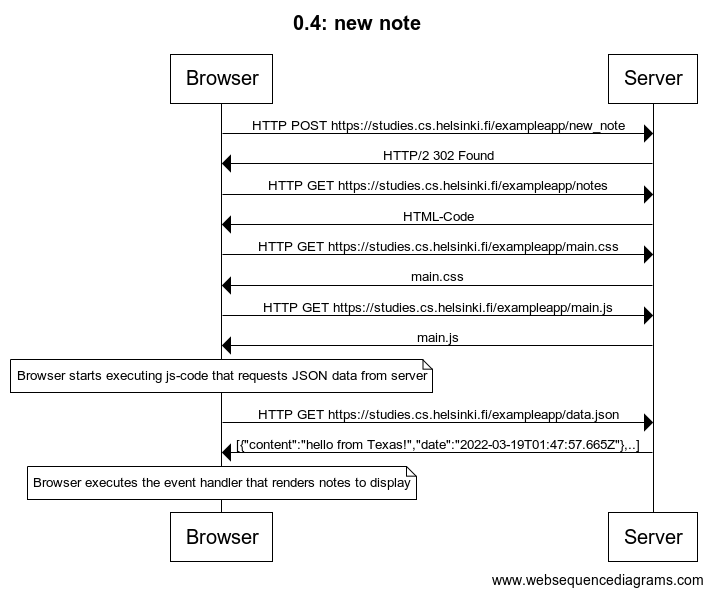 0.4: new note
Browser Server
HTTP POST https://studies.cs.helsinki.fi/exampleapp/new_note
HTTP/2 302 Found
HTTP GET https://studies.cs.helsinki.fi/exampleapp/notes
HTML-Code
HTTP GET https://studies.cs.helsinki.fi/exampleapp/main.css
main.css
HTTP GET https://studies.cs.helsinki.fi/exampleapp/main.js
main.js
Browser starts executing js-code that requests JSON data from server
HTTP GET https://studies.cs.helsinki.fi/exampleapp/data.json
[{"content":"hello from Texas!","date":"2022-03-19T01:47:57.665Z"},..]
Browser executes the event handler that renders notes to display
Browser Server
www.websequencediagrams.com